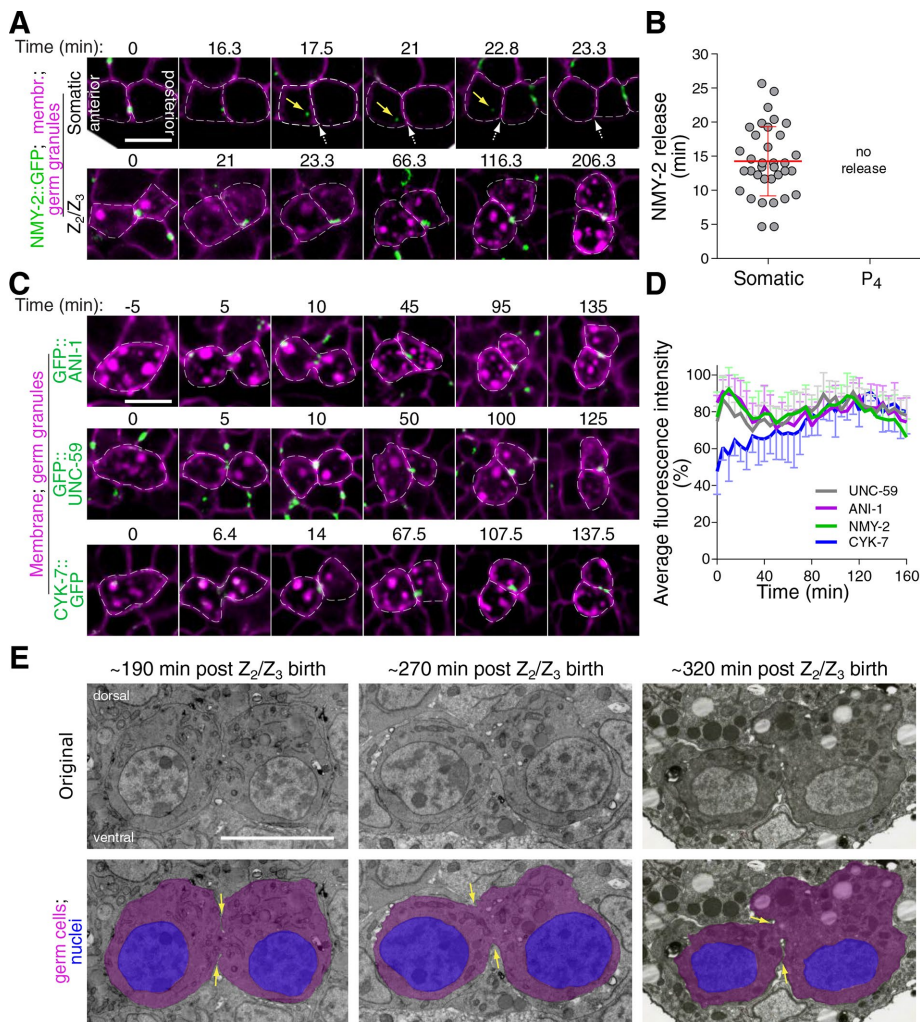 A
Time (min):
0
16.3
17.5
21
22.8
23.3
NMY-2::GFP; membr.;
germ granules
Somatic
anterior
posterior
Z2/Z3
0
21
23.3
66.3
116.3
206.3
B
NMY-2 release
(min)
30
25
20
15
10
5
0
no
release
Somatic
P4
C
Time (min):
-5
5
10
45
95
135
Membrane; germ granules
GFP::
ANI-1
0
5
10
50
100
125
GFP::
UNC-59
0
6.4
14
67.5
107.5
137.5
CYK-7::
GFP
D
Average fluorescence intensity
(%)
100
80
60
40
20
0
UNC-59
ANI-1
NMY-2
CYK-7
0
40
80
120
160
Time (min)
E
~190 min post Z2/Z3 birth
~270 min post Z2/Z3 birth
~320 min post Z2/Z3 birth
Original
dorsal
ventral
germ cells;
nuclei